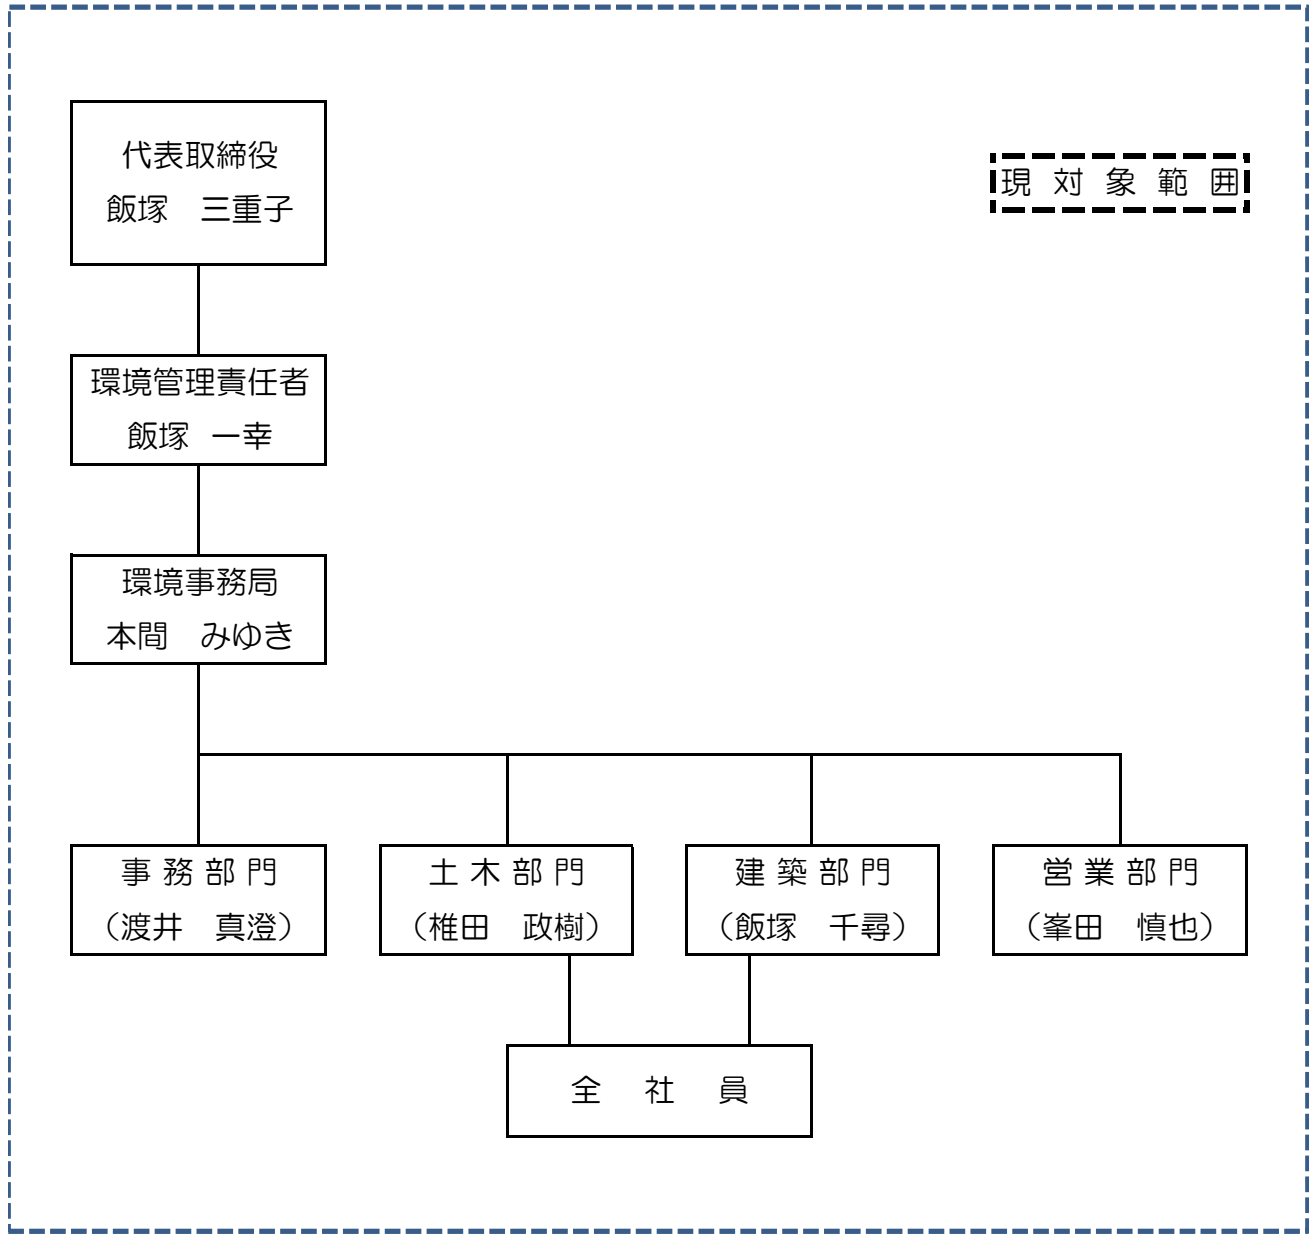 代表取締役
飯塚　三重子
現 対 象 範 囲
環境管理責任者
飯塚 一幸
環境事務局
本間　みゆき
事 務 部 門
（渡井　真澄）
土 木 部 門
（椎田　政樹）
建 築 部 門
（飯塚　千尋）
営 業 部 門
（峯田　慎也）
全　社　員